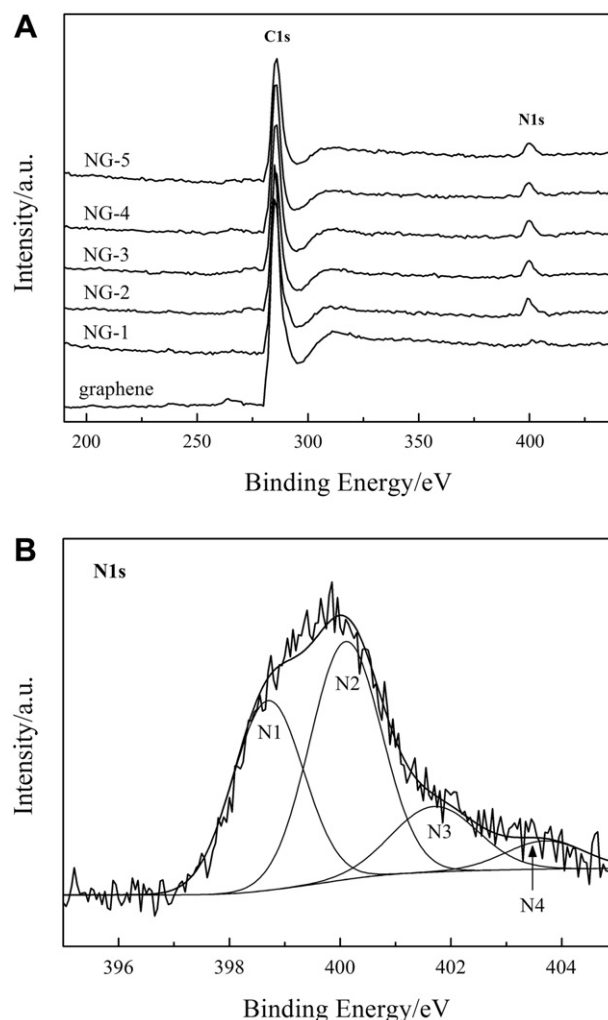 A
C1s
N1s
NG-5
NG-4
NG-3
NG-2
NG-1
graphene
Intensity/a.u.
200 250 300 350 400
Binding Energy/eV
B
N1s
N1
N2
N3
N4
Intensity/a.u.
396 398 400 402 404
Binding Energy/eV